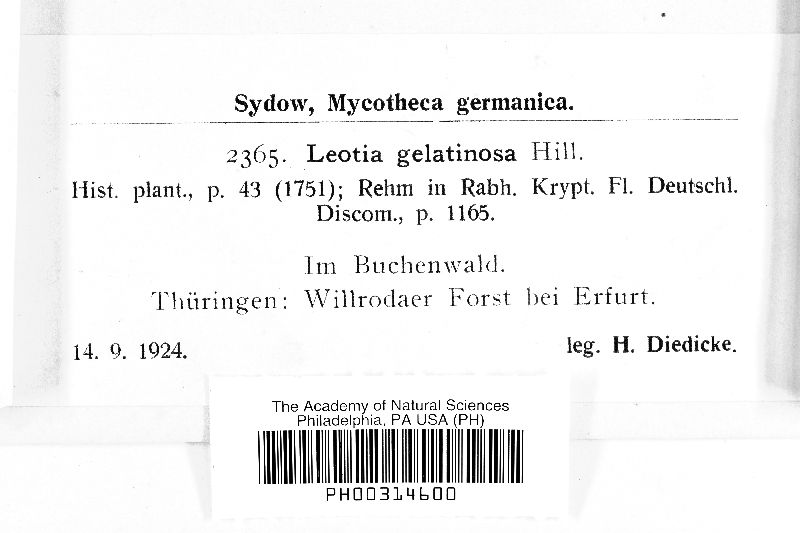 Sydow, Mycotheca germanica.
2365. Leotia gelatinosa Hill.
Hist. plant., p. 43 (1751); Rehm in Rabh. Krypt. Fl. Deutschl.
Discom., p. 1165.
Im Buchenwald.
Thüringen: Willrodaer Forst bei Erfurt.
14. 9. 1924. leg. H. Diedicke.
The Academy of Natural Sciences
Philadelphia, PA USA (PH)
PH00314600